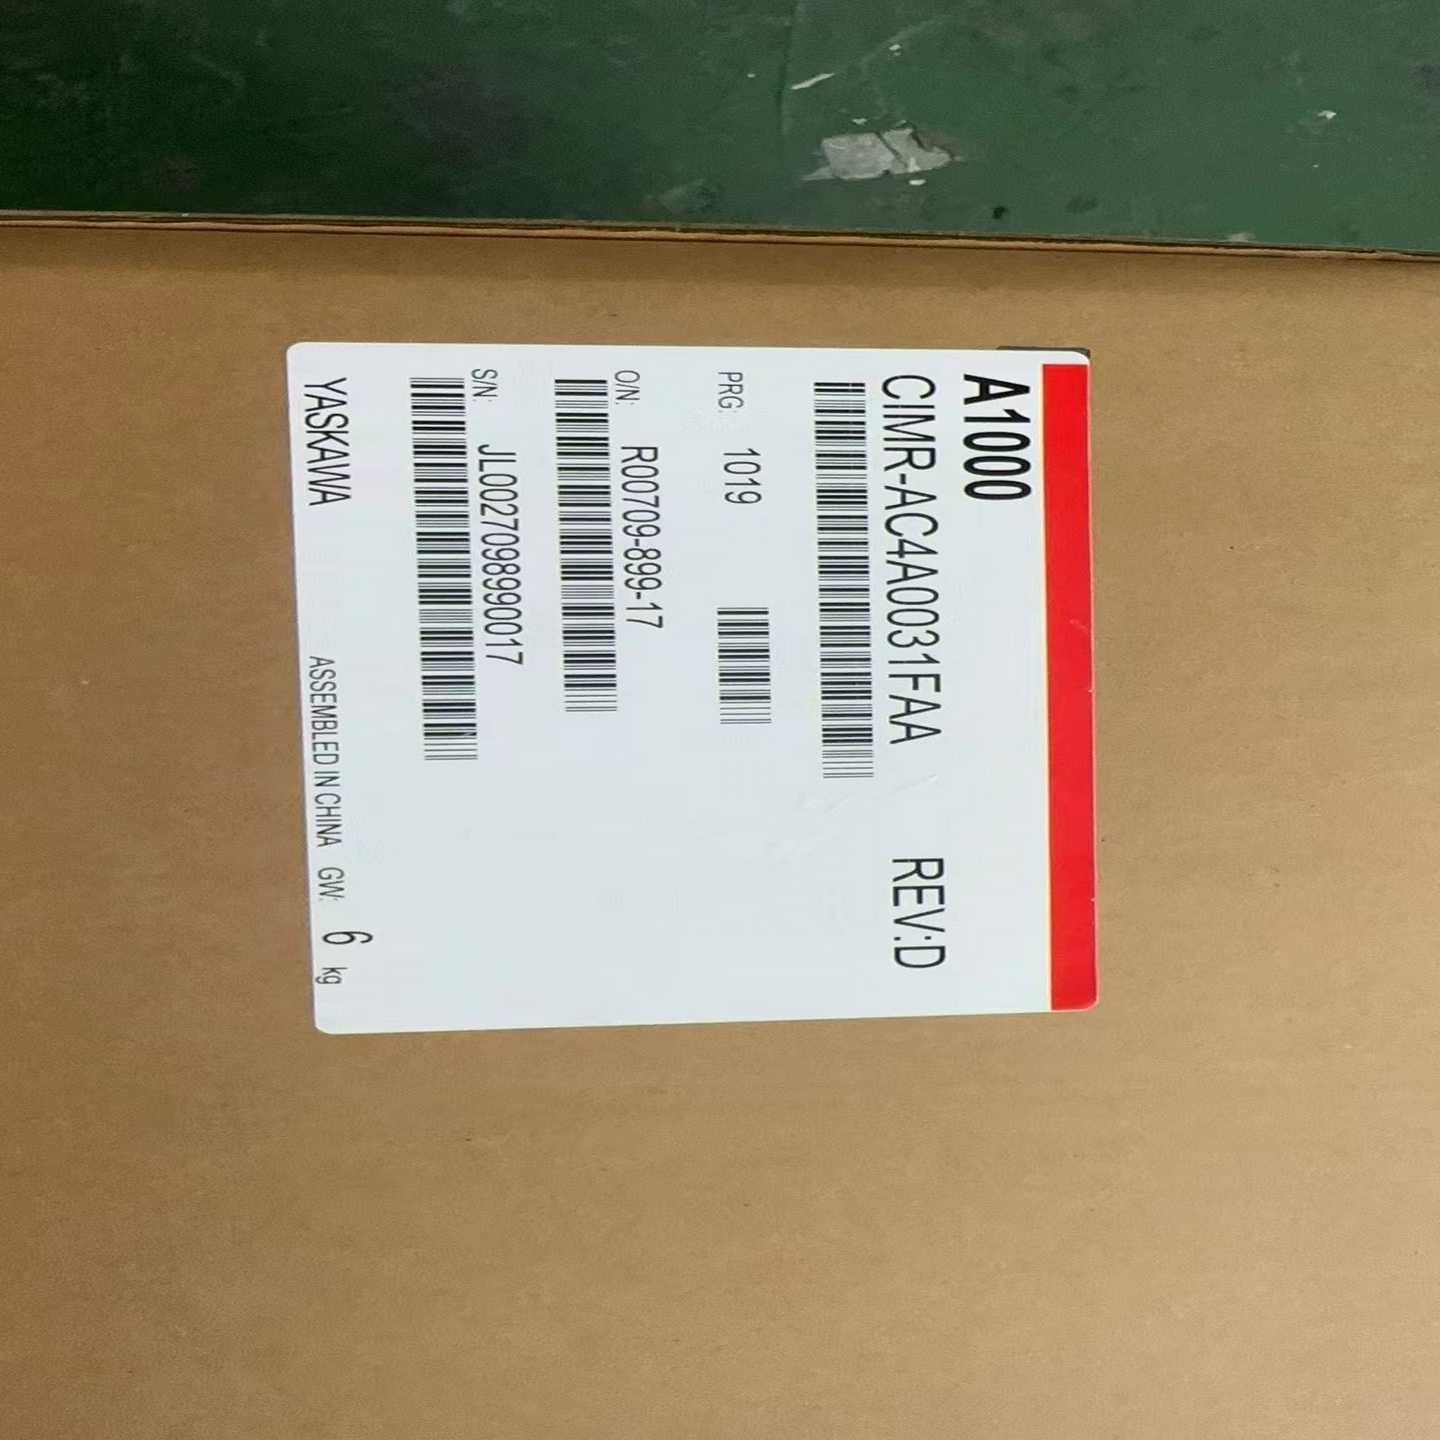 A1000
CIMR-AC4A0031FAA REV:D
PRG: 1019
O/N: R00709-899-17
S/N: JL0027098990017
YASKAWA ASSEMBLED IN CHINA GW: 6 kg